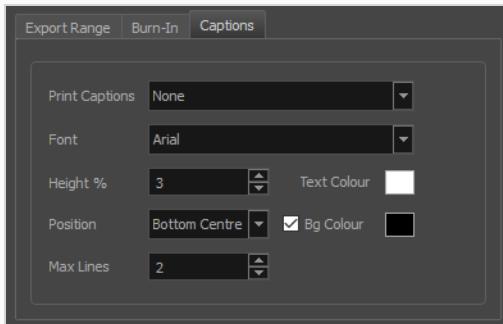 Export Range Burn-In Captions
Print Captions None
Font Arial
Height % 3 Text Colour
Position Bottom Centre Bg Colour
Max Lines 2